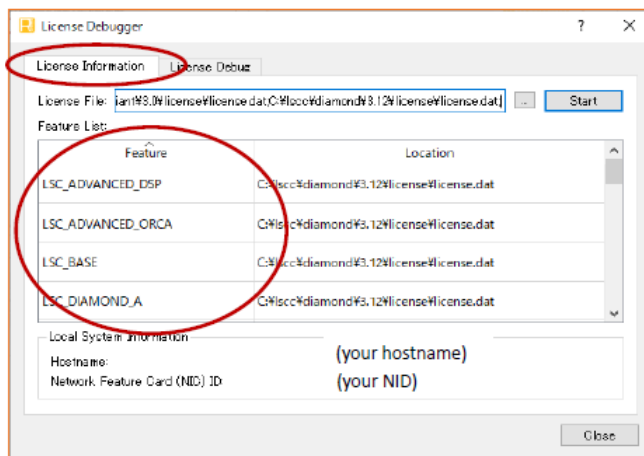 License Debugger
License Information
License Debug
License File: iant¥3.0¥license¥license.dat;C:¥lscc¥diamond¥3.12¥license¥license.dat; ... Start
Feature List:
Feature Location
LSC_ADVANCED_DSP C:¥lscc¥diamond¥3.12¥license¥license.dat
LSC_ADVANCED_ORCA C:¥lscc¥diamond¥3.12¥license¥license.dat
LSC_BASE C:¥lscc¥diamond¥3.12¥license¥license.dat
LSC_DIAMOND_A C:¥lscc¥diamond¥3.12¥license¥license.dat
Local System Information
Hostname: (your hostname)
Network Feature Card (NIC) ID: (your NID)
Close